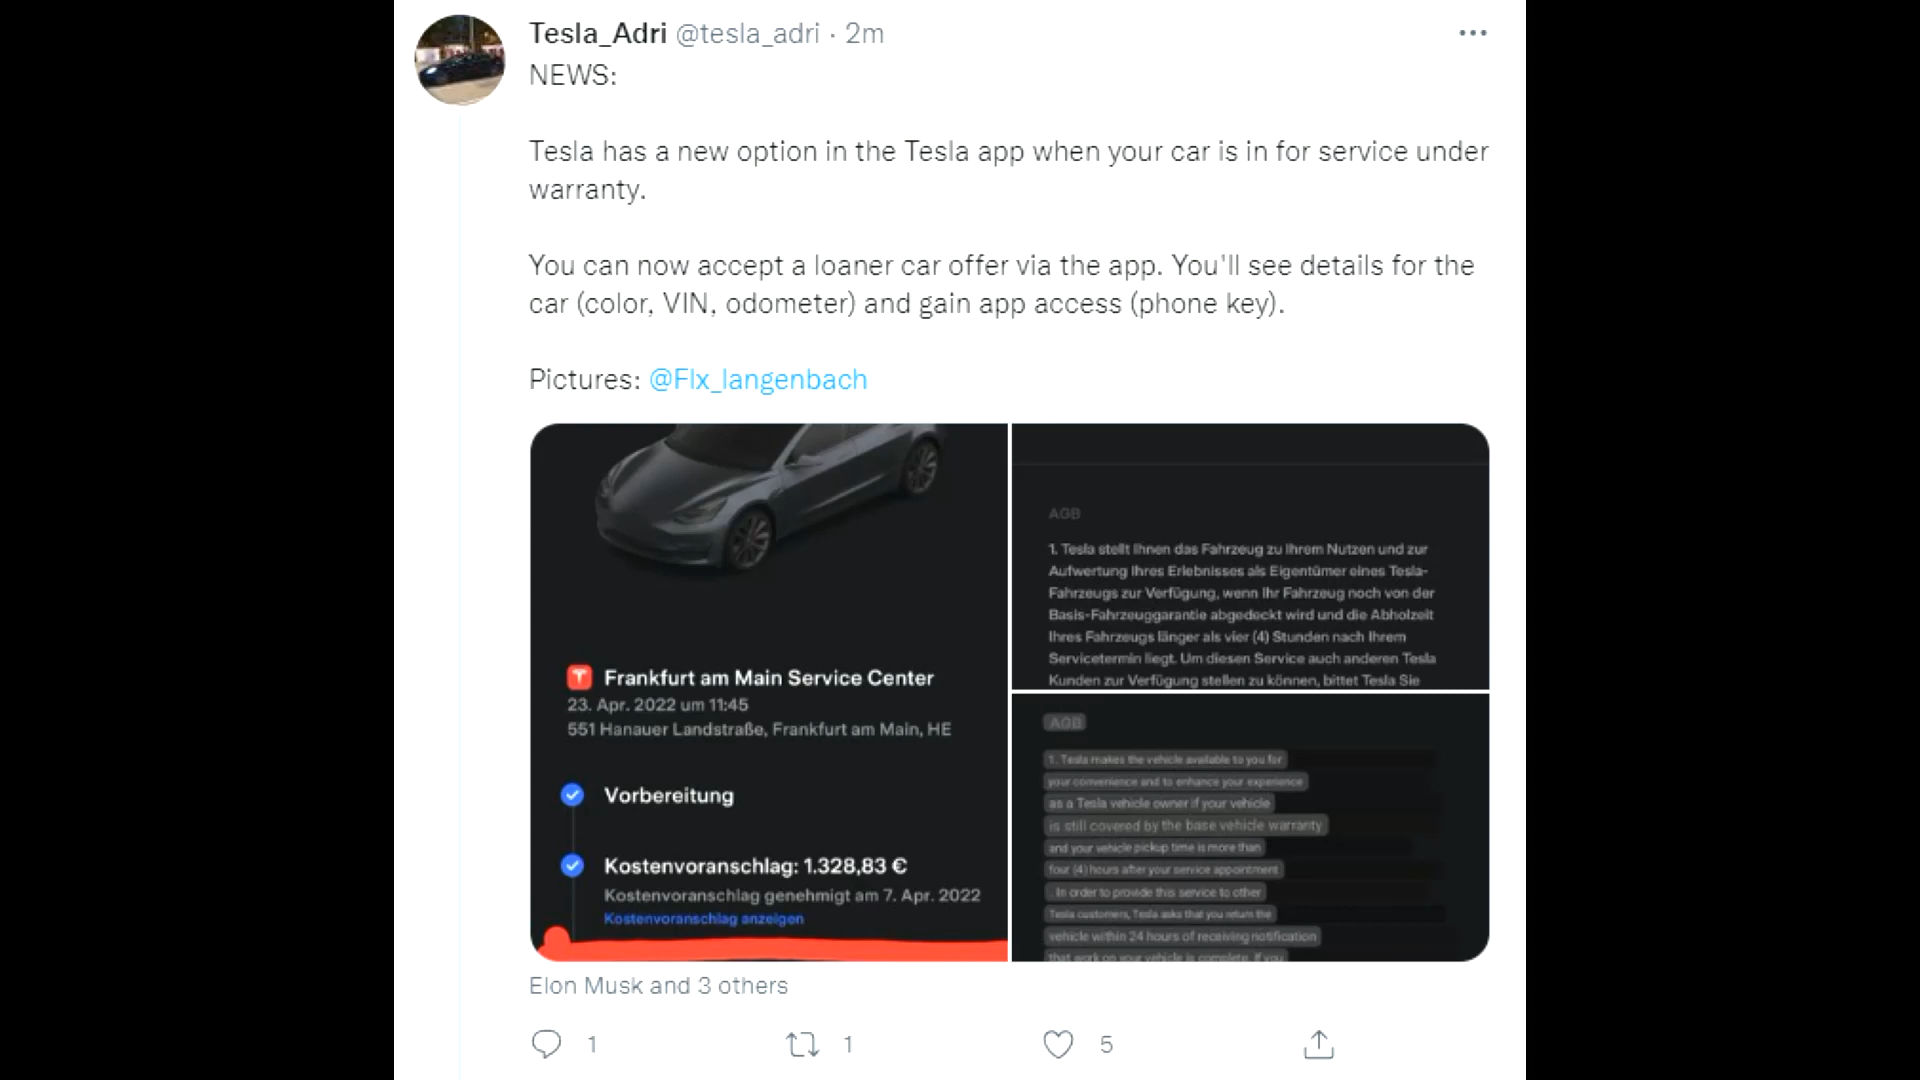 Tesla_Adri @tesla_adri · 2m
NEWS:
Tesla has a new option in the Tesla app when your car is in for service under
warranty.
You can now accept a loaner car offer via the app. You'll see details for the
car (color, VIN, odometer) and gain app access (phone key).
Pictures: @Flx_langenbach
Frankfurt am Main Service Center
23. Apr. 2022 um 11:45
551 Hanauer Landstraße, Frankfurt am Main, HE
Vorbereitung
Kostenvoranschlag: 1.328,83 €
Kostenvoranschlag genehmigt am 7. Apr. 2022
Kostenvoranschlag anzeigen
AGB
1. Tesla stellt Ihnen das Fahrzeug zu Ihrem Nutzen und zur
Aufwertung Ihres Erlebnisses als Eigentümer eines Tesla-
Fahrzeugs zur Verfügung, wenn Ihr Fahrzeug noch von der
Basis-Fahrzeuggarantie abgedeckt wird und die Abholzeit
Ihres Fahrzeugs länger als vier (4) Stunden nach Ihrem
Servicetermin liegt. Um diesen Service auch anderen Tesla
Kunden zur Verfügung stellen zu können, bittet Tesla Sie
AGB
1. Tesla makes the vehicle available to you for
your convenience and to enhance your experience
as a Tesla vehicle owner if your vehicle
is still covered by the base vehicle warranty
and your vehicle pickup time is more than
four (4) hours after your service appointment
. In order to provide this service to other
Tesla customers, Tesla asks that you return the
vehicle within 24 hours of receiving notification
that work on your vehicle is complete. If you
Elon Musk and 3 others
1
1
5